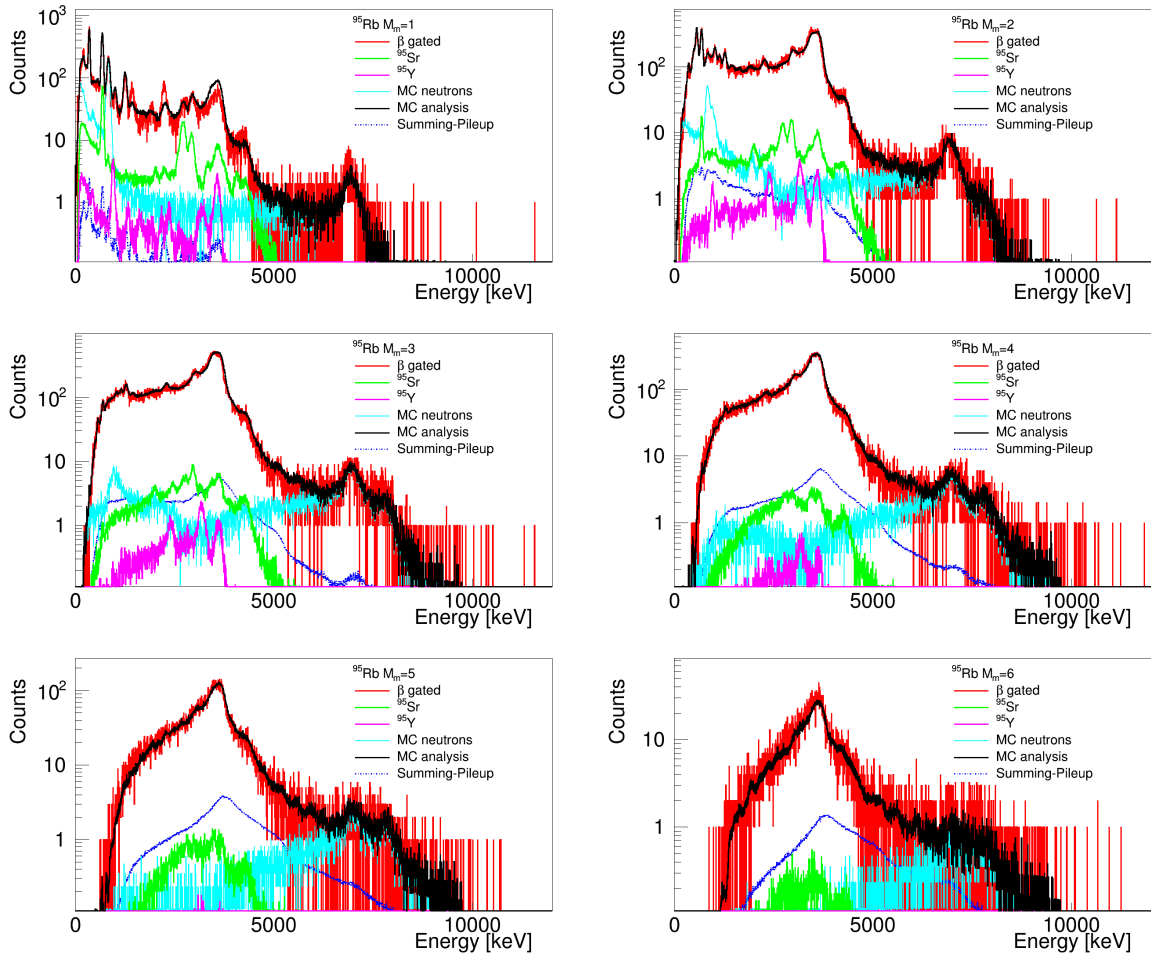 ⁹⁵Rb Mₘ=1
β gated
⁹⁵Sr
⁹⁵Y
MC neutrons
MC analysis
Summing-Pileup
Counts
10³
10²
10
1
0
5000
10000
Energy [keV]
⁹⁵Rb Mₘ=2
β gated
⁹⁵Sr
⁹⁵Y
MC neutrons
MC analysis
Summing-Pileup
Counts
10²
10
1
0
5000
10000
Energy [keV]
⁹⁵Rb Mₘ=3
β gated
⁹⁵Sr
⁹⁵Y
MC neutrons
MC analysis
Summing-Pileup
Counts
10²
10
1
0
5000
10000
Energy [keV]
⁹⁵Rb Mₘ=4
β gated
⁹⁵Sr
⁹⁵Y
MC neutrons
MC analysis
Summing-Pileup
Counts
10²
10
1
0
5000
10000
Energy [keV]
⁹⁵Rb Mₘ=5
β gated
⁹⁵Sr
⁹⁵Y
MC neutrons
MC analysis
Summing-Pileup
Counts
10²
10
1
0
5000
10000
Energy [keV]
⁹⁵Rb Mₘ=6
β gated
⁹⁵Sr
⁹⁵Y
MC neutrons
MC analysis
Summing-Pileup
Counts
10
1
0
5000
10000
Energy [keV]